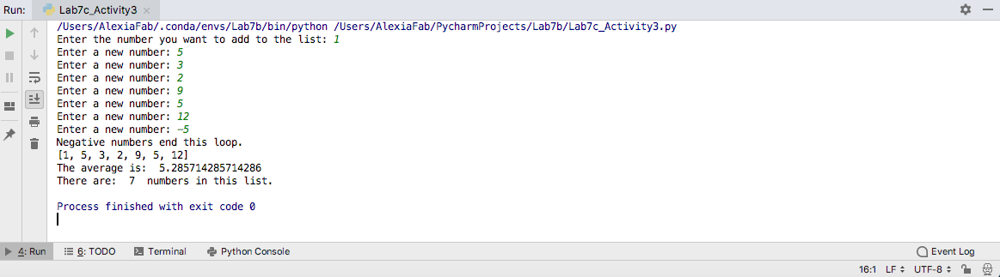 Run: Lab7c_Activity3
/Users/AlexiaFab/.conda/envs/Lab7b/bin/python /Users/AlexiaFab/PycharmProjects/Lab7b/Lab7c_Activity3.py
Enter the number you want to add to the list: 1
Enter a new number: 5
Enter a new number: 3
Enter a new number: 2
Enter a new number: 9
Enter a new number: 5
Enter a new number: 12
Enter a new number: -5
Negative numbers end this loop.
[1, 5, 3, 2, 9, 5, 12]
The average is:  5.285714285714286
There are:  7  numbers in this list.
Process finished with exit code 0
4: Run 6: TODO Terminal Python Console Event Log
16:1 LF UTF-8